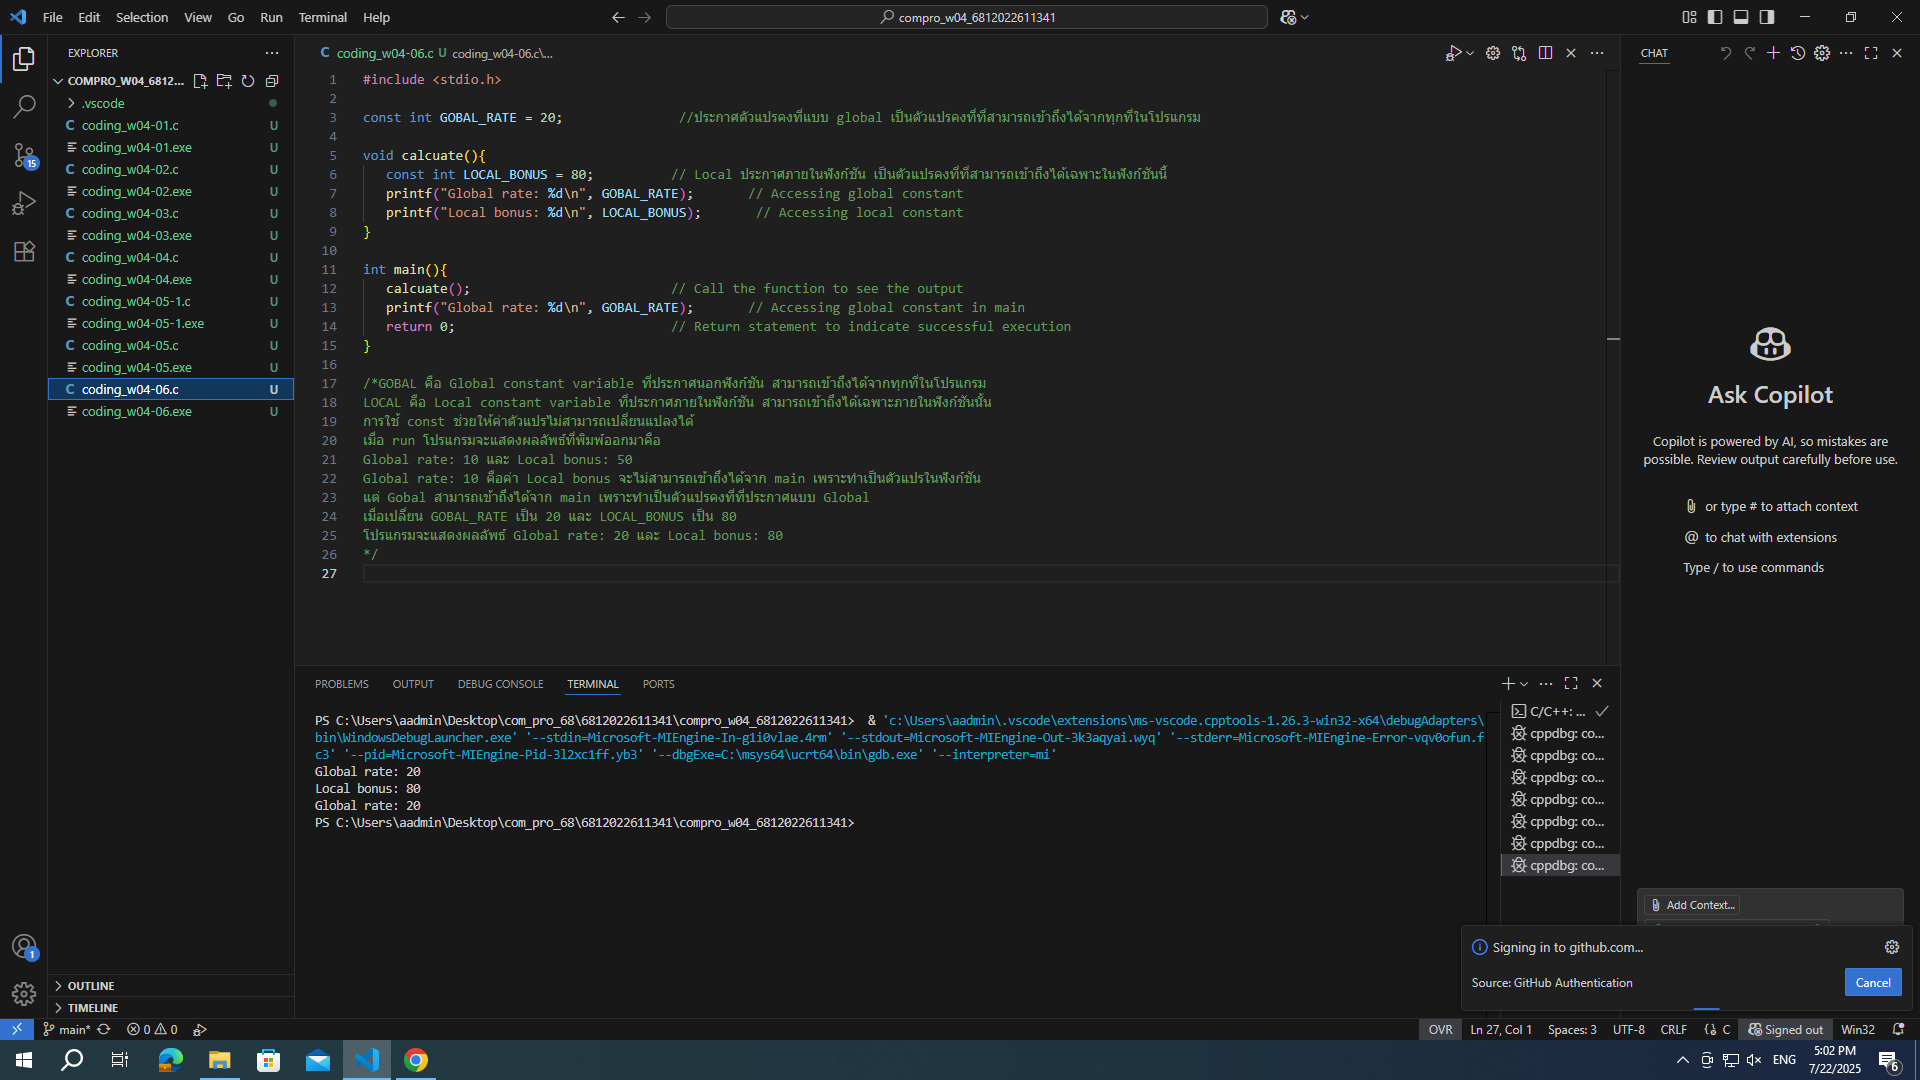 File Edit Selection View Go Run Terminal Help
compro_w04_6812022611341
EXPLORER
COMPRO_W04_6812...
.vscode
C coding_w04-01.c U
coding_w04-01.exe U
C coding_w04-02.c U
coding_w04-02.exe U
C coding_w04-03.c U
coding_w04-03.exe U
C coding_w04-04.c U
coding_w04-04.exe U
C coding_w04-05-1.c U
coding_w04-05-1.exe U
C coding_w04-05.c U
coding_w04-05.exe U
C coding_w04-06.c U
coding_w04-06.exe U
OUTLINE
TIMELINE
15
1
C coding_w04-06.c U coding_w04-06.c\...
1 #include <stdio.h>
2
3 const int GOBAL_RATE = 20; //ประกาศตัวแปรคงที่แบบ global เป็นตัวแปรคงที่ที่สามารถเข้าถึงได้จากทุกที่ในโปรแกรม
4
5 void calcuate(){
6 const int LOCAL_BONUS = 80; // Local ประกาศภายในฟังก์ชัน เป็นตัวแปรคงที่ที่สามารถเข้าถึงได้เฉพาะในฟังก์ชันนี้
7 printf("Global rate: %d\n", GOBAL_RATE); // Accessing global constant
8 printf("Local bonus: %d\n", LOCAL_BONUS); // Accessing local constant
9 }
10
11 int main(){
12 calcuate(); // Call the function to see the output
13 printf("Global rate: %d\n", GOBAL_RATE); // Accessing global constant in main
14 return 0; // Return statement to indicate successful execution
15 }
16
17 /*GOBAL คือ Global constant variable ที่ประกาศนอกฟังก์ชัน สามารถเข้าถึงได้จากทุกที่ในโปรแกรม
18 LOCAL คือ Local constant variable ที่ประกาศภายในฟังก์ชัน สามารถเข้าถึงได้เฉพาะภายในฟังก์ชันนั้น
19 การใช้ const ช่วยให้ค่าตัวแปรไม่สามารถเปลี่ยนแปลงได้
20 เมื่อ run โปรแกรมจะแสดงผลลัพธ์ที่พิมพ์ออกมาคือ
21 Global rate: 10 และ Local bonus: 50
22 Global rate: 10 คือค่า Local bonus จะไม่สามารถเข้าถึงได้จาก main เพราะทำเป็นตัวแปรในฟังก์ชัน
23 แต่ Gobal สามารถเข้าถึงได้จาก main เพราะทำเป็นตัวแปรคงที่ที่ประกาศแบบ Global
24 เมื่อเปลี่ยน GOBAL_RATE เป็น 20 และ LOCAL_BONUS เป็น 80
25 โปรแกรมจะแสดงผลลัพธ์ Global rate: 20 และ Local bonus: 80
26 */
27
PROBLEMS OUTPUT DEBUG CONSOLE TERMINAL PORTS
PS C:\Users\aadmin\Desktop\com_pro_68\6812022611341\compro_w04_6812022611341> & 'c:\Users\aadmin\.vscode\extensions\ms-vscode.cpptools-1.26.3-win32-x64\debugAdapters\
bin\WindowsDebugLauncher.exe' '--stdin=Microsoft-MIEngine-In-g1i0vlae.4rm' '--stdout=Microsoft-MIEngine-Out-3k3aqyai.wyq' '--stderr=Microsoft-MIEngine-Error-vqv0ofun.f
c3' '--pid=Microsoft-MIEngine-Pid-3l2xc1ff.yb3' '--dbgExe=C:\msys64\ucrt64\bin\gdb.exe' '--interpreter=mi'
Global rate: 20
Local bonus: 80
Global rate: 20
PS C:\Users\aadmin\Desktop\com_pro_68\6812022611341\compro_w04_6812022611341>
C/C++: ...
cppdbg: co...
cppdbg: co...
cppdbg: co...
cppdbg: co...
cppdbg: co...
cppdbg: co...
cppdbg: co...
CHAT
Ask Copilot
Copilot is powered by AI, so mistakes are
possible. Review output carefully before use.
or type # to attach context
@ to chat with extensions
Type / to use commands
Add Context...
Signing in to github.com...
Source: GitHub Authentication
Cancel
main* 0 0
OVR Ln 27, Col 1 Spaces: 3 UTF-8 CRLF C Signed out Win32
ENG
5:02 PM
7/22/2025
6